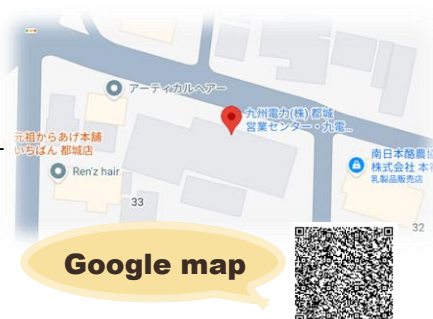 アーティカルヘアー
九州電力(株) 都城
営業センター・九電...
元祖からあげ本舗
いちばん 都城店
Ren'z hair
南日本酪農協
株式会社 本社
乳製品販売店
33
32
Google map